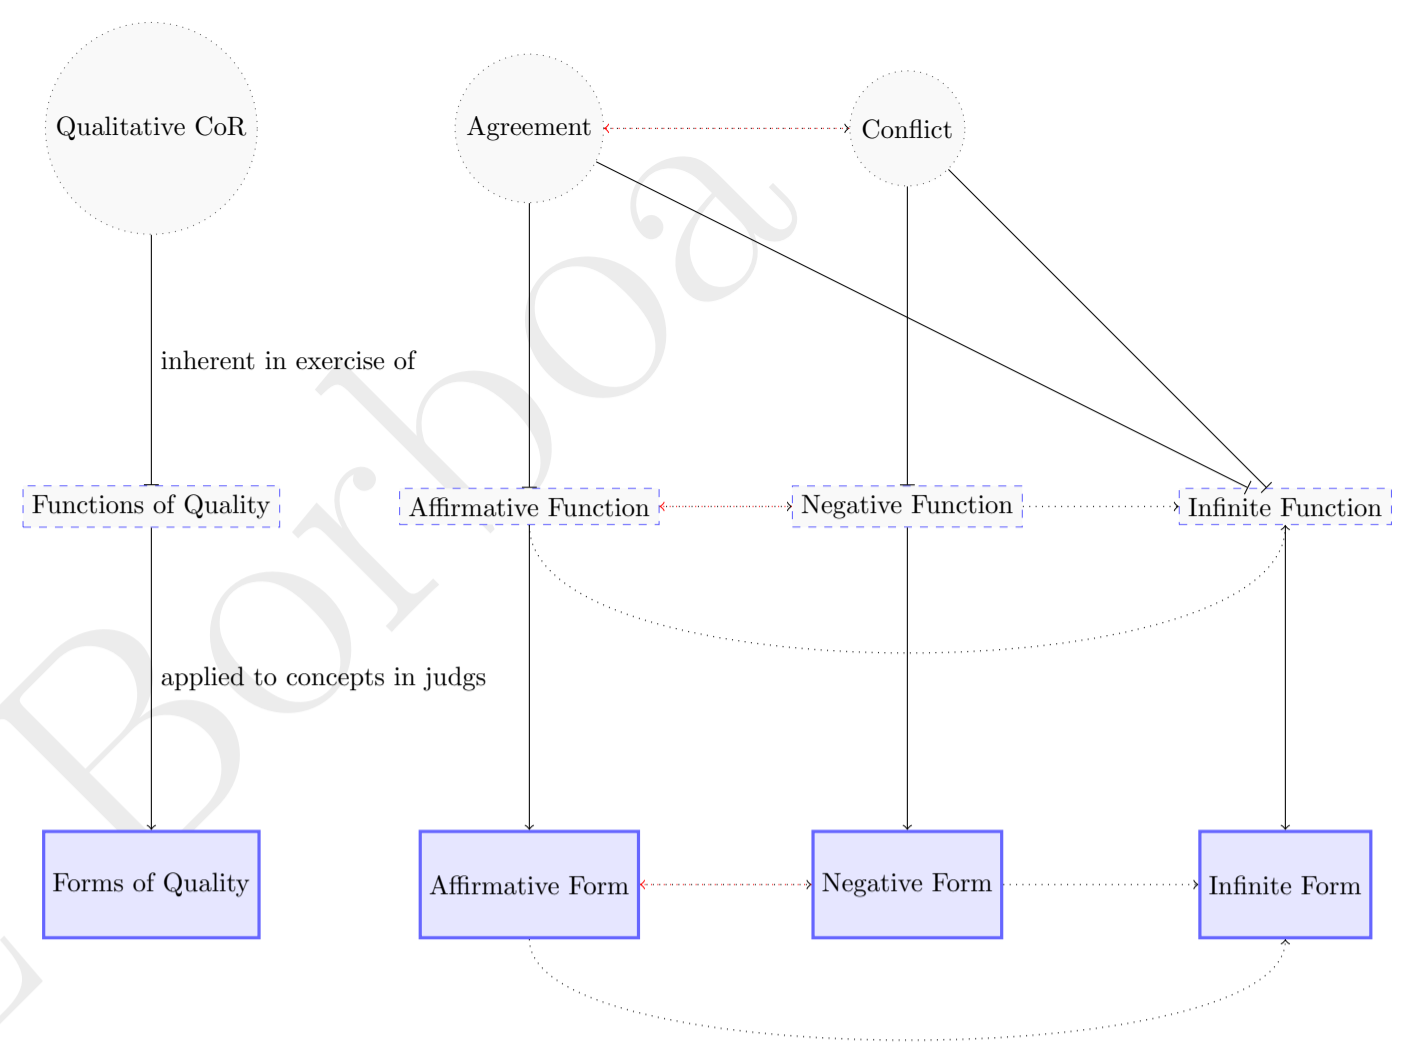 Qualitative CoR
Agreement
Conflict
inherent in exercise of
Functions of Quality
Affirmative Function
Negative Function
Infinite Function
applied to concepts in judgs
Forms of Quality
Affirmative Form
Negative Form
Infinite Form
Borboa